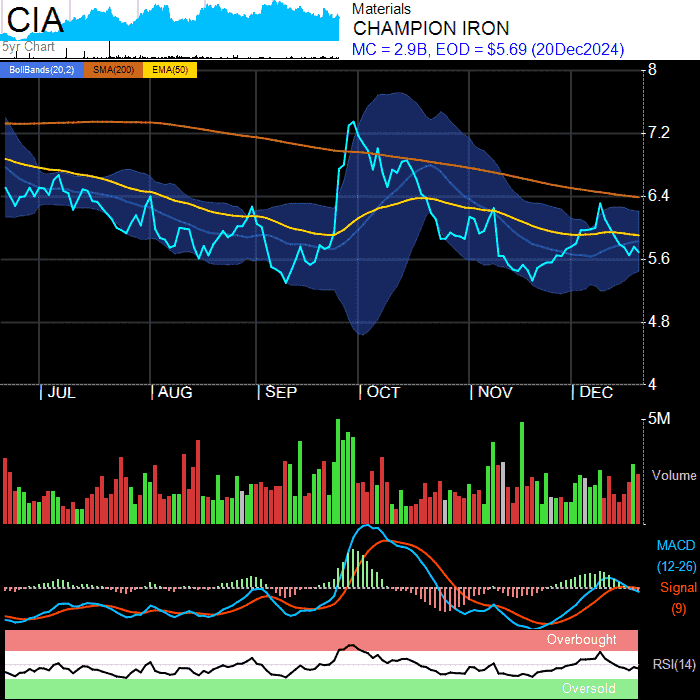 CIA
5yr Chart
Materials
CHAMPION IRON
MC = 2.9B, EOD = $5.69 (20Dec2024)
BollBands(20,2) SMA(200) EMA(50)
8
7.2
6.4
5.6
4.8
4
JUL AUG SEP OCT NOV DEC
5M
Volume
MACD
(12-26)
Signal
(9)
Overbought
RSI(14)
Oversold